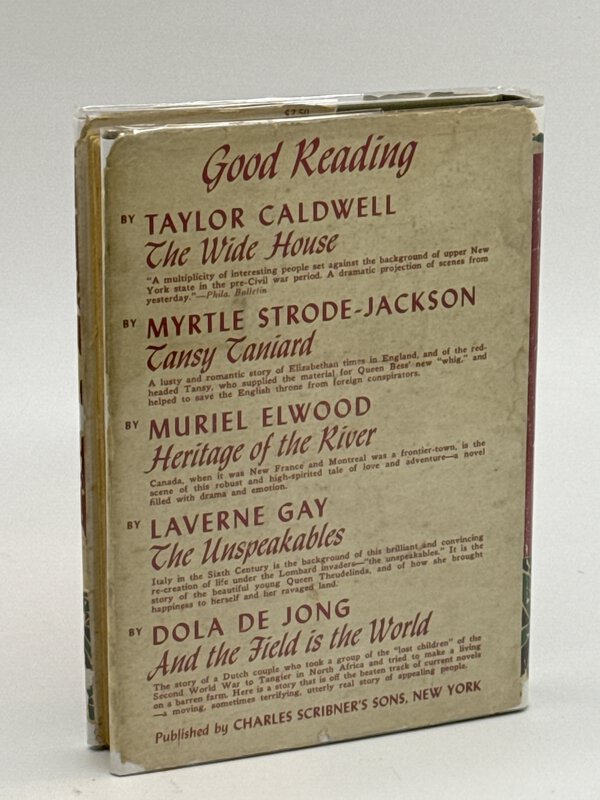 $2.50
Good Reading
BY TAYLOR CALDWELL
The Wide House
"A multiplicity of interesting people set against the background of upper New
York state in the pre-Civil war period. A dramatic projection of scenes from
yesterday."—Phila. Bulletin
BY MYRTLE STRODE-JACKSON
Tansy Taniard
A lusty and romantic story of Elizabethan times in England, and of the red-
headed Tansy, who supplied the material for Queen Bess' new "whig," and
helped to save the English throne from foreign conspirators.
BY MURIEL ELWOOD
Heritage of the River
Canada, when it was New France and Montreal was a frontier-town, is the
scene of this robust and high-spirited tale of love and adventure—a novel
filled with drama and emotion.
BY LAVERNE GAY
The Unspeakables
Italy in the Sixth Century is the background of this brilliant and convincing
re-creation of life under the Lombard invaders—"the unspeakables." It is the
story of the beautiful young Queen Theudelinda, and of how she brought
happiness to herself and her ravaged land.
BY DOLA DE JONG
And the Field is the World
The story of a Dutch couple who took a group of the "lost children" of the
Second World War to Tangier in North Africa and tried to make a living
on a barren farm. Here is a story that is off the beaten track of current novels
—a moving, sometimes terrifying, utterly real story of appealing people.
Published by CHARLES SCRIBNER'S SONS, NEW YORK